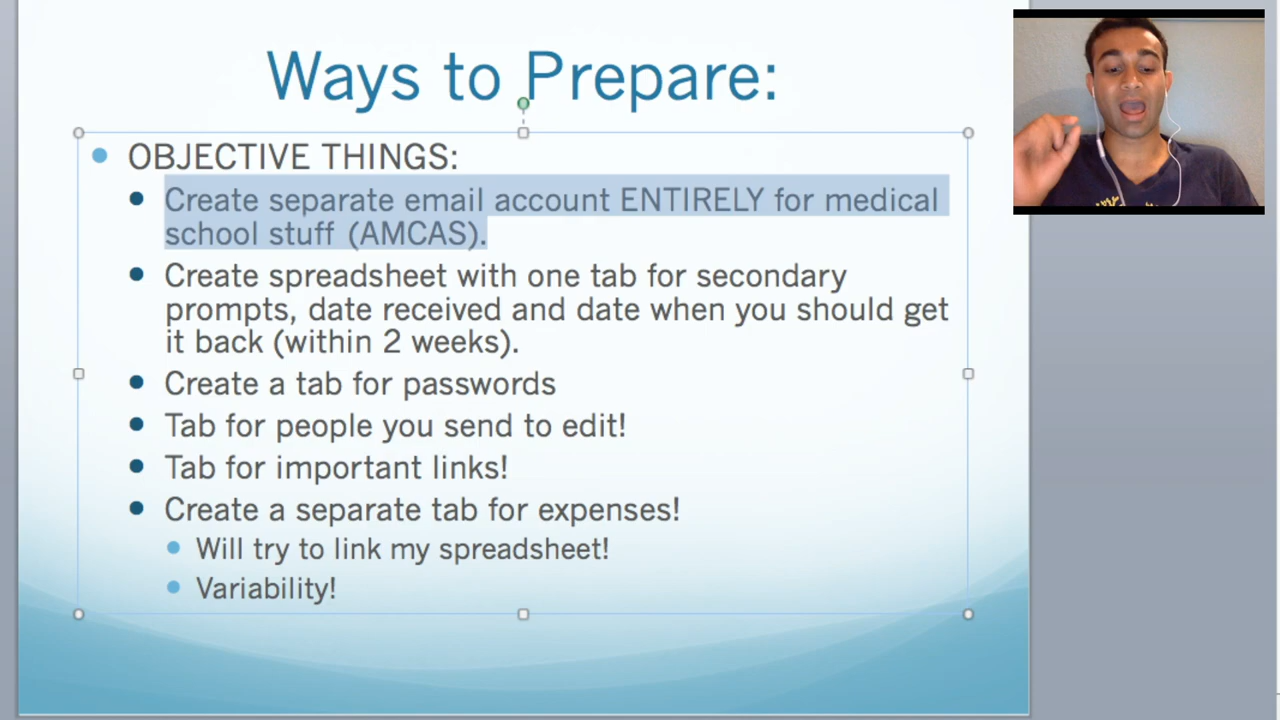 Ways to Prepare:
OBJECTIVE THINGS:
Create separate email account ENTIRELY for medical
school stuff (AMCAS).
Create spreadsheet with one tab for secondary
prompts, date received and date when you should get
it back (within 2 weeks).
Create a tab for passwords
Tab for people you send to edit!
Tab for important links!
Create a separate tab for expenses!
Will try to link my spreadsheet!
Variability!